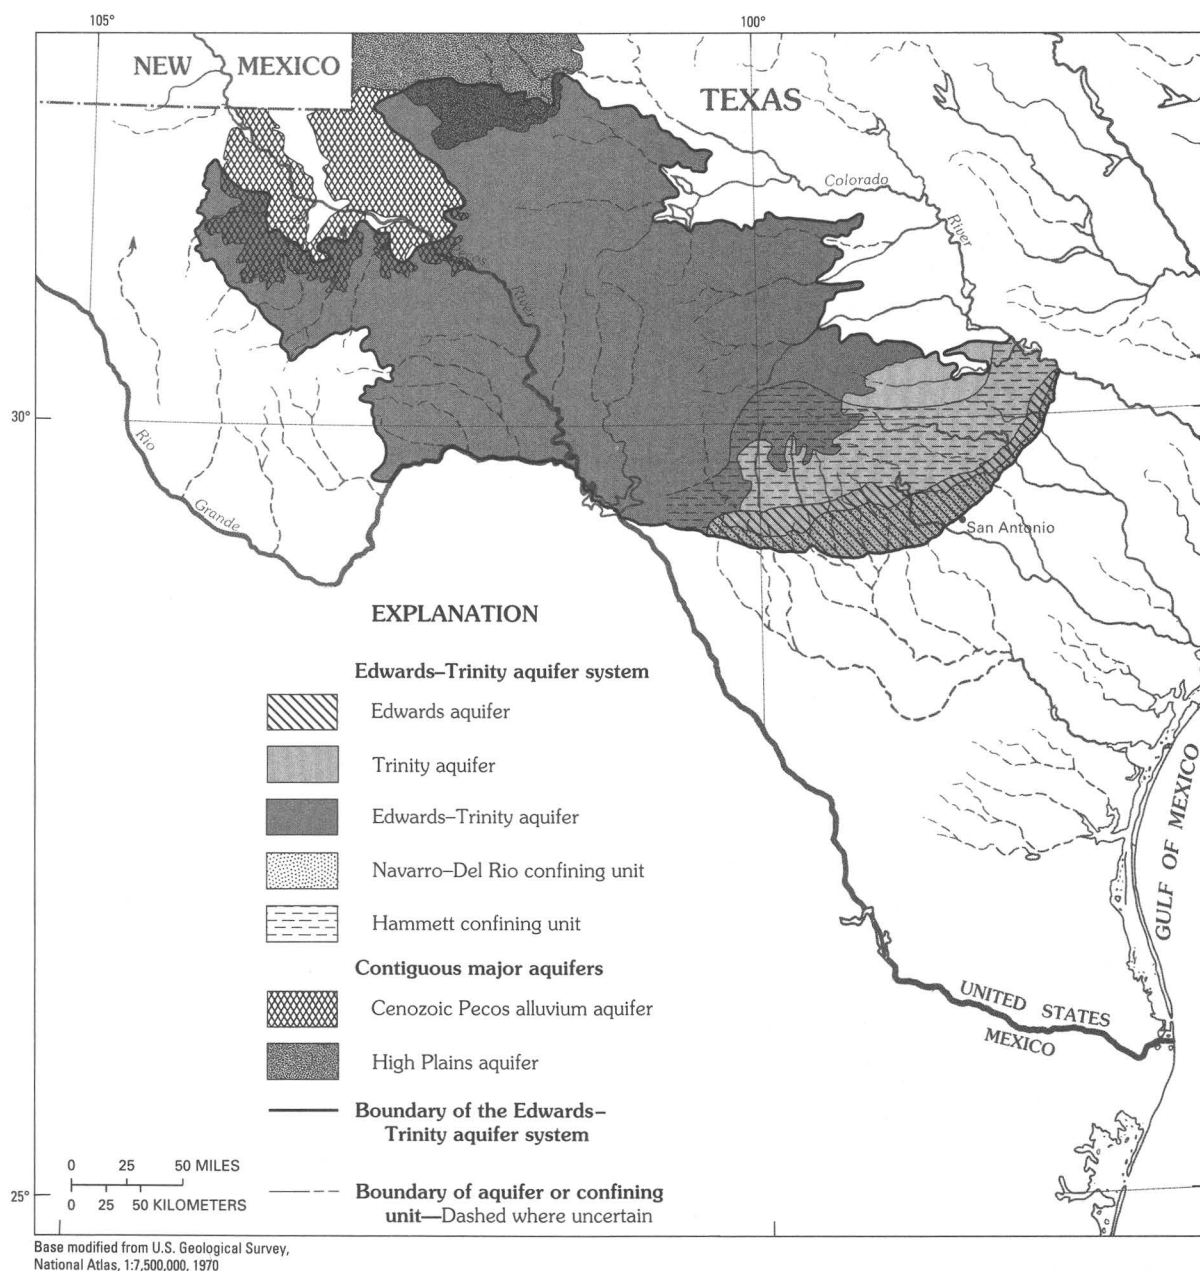 105°
100°
NEW MEXICO
TEXAS
Colorado
River
River
30°
Rio
Grande
San Antonio
EXPLANATION
Edwards–Trinity aquifer system
Edwards aquifer
Trinity aquifer
Edwards–Trinity aquifer
Navarro–Del Rio confining unit
Hammett confining unit
Contiguous major aquifers
Cenozoic Pecos alluvium aquifer
High Plains aquifer
Boundary of the Edwards–
Trinity aquifer system
Boundary of aquifer or confining
unit—Dashed where uncertain
GULF OF MEXICO
UNITED STATES
MEXICO
0 25 50 MILES
0 25 50 KILOMETERS
25°
Base modified from U.S. Geological Survey,
National Atlas, 1:7,500,000, 1970